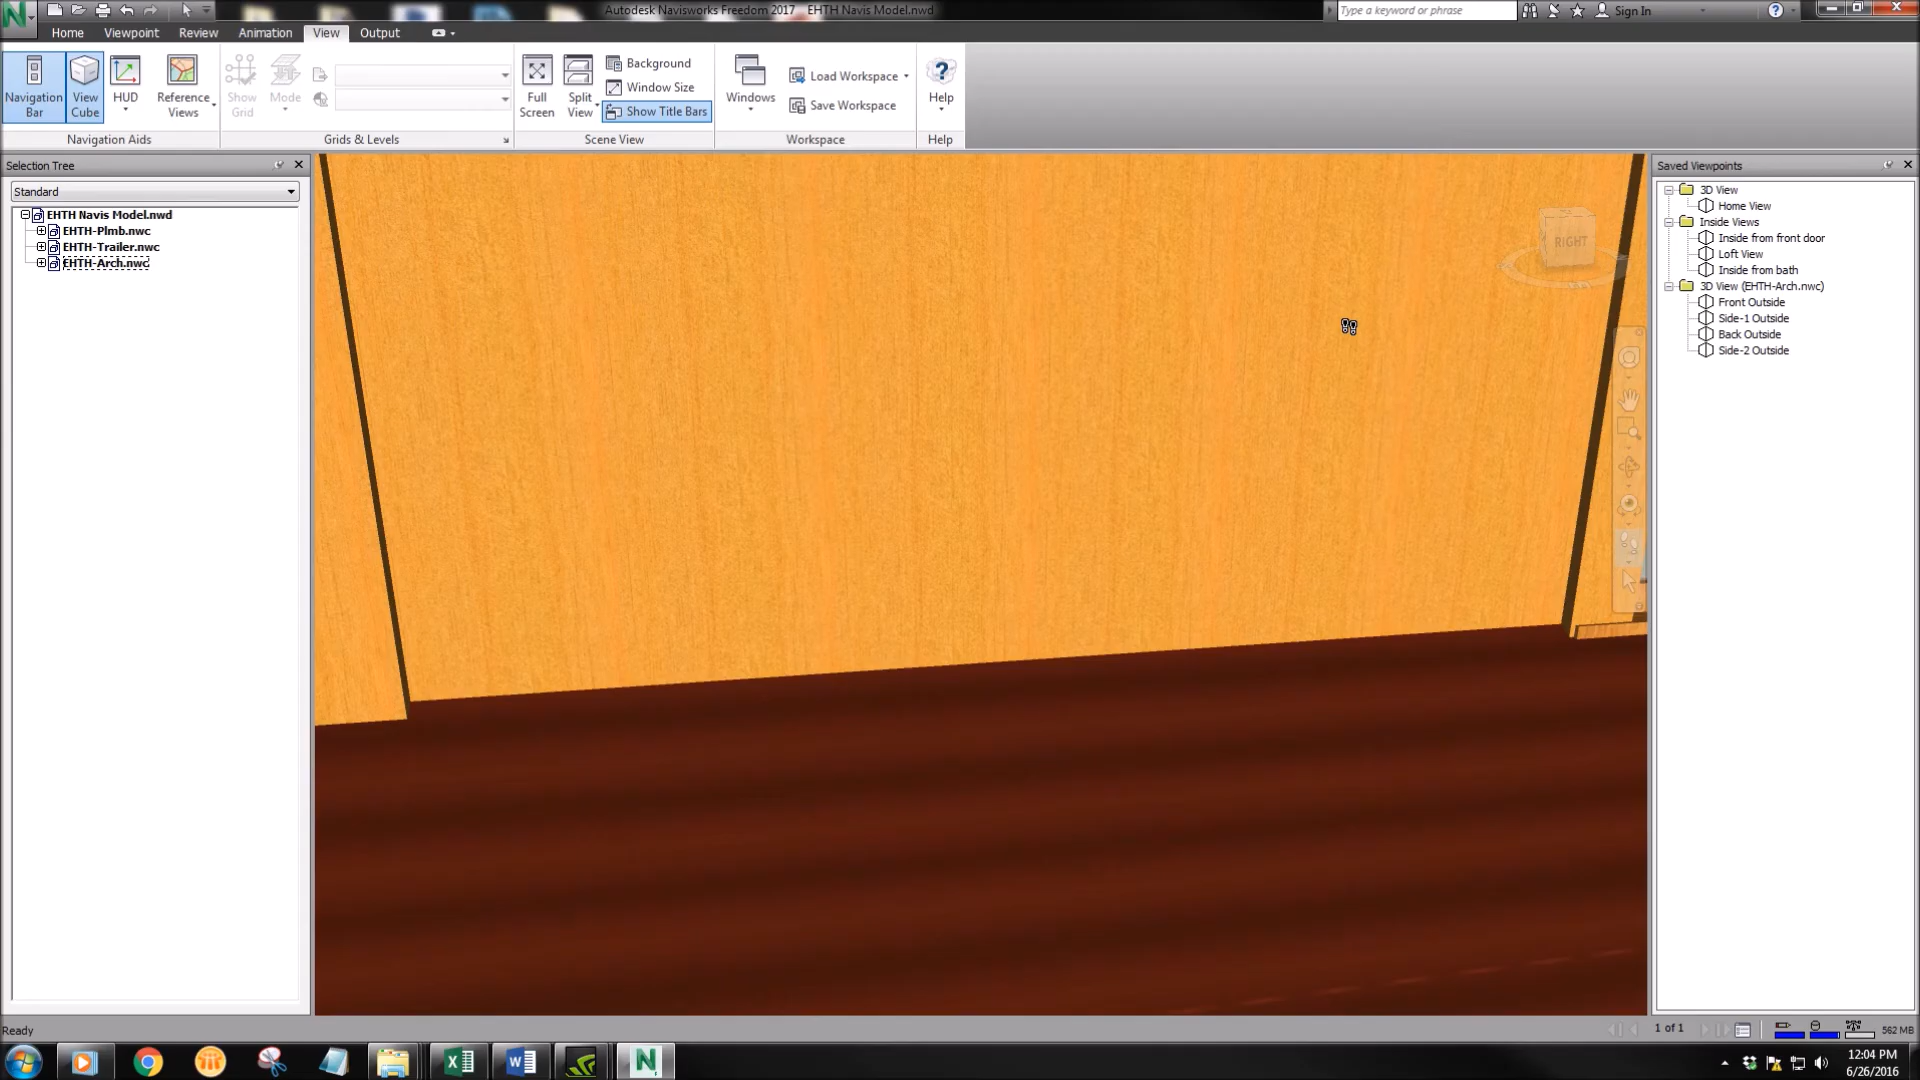 Autodesk Navisworks Freedom 2017 EHTH Navis Model.nwd
Type a keyword or phrase
Sign In
Home Viewpoint Review Animation View Output
Navigation Bar
View Cube
HUD
Reference Views
Show Grid
Mode
Full Screen
Split View
Background
Window Size
Show Title Bars
Windows
Load Workspace
Save Workspace
Help
Navigation Aids
Grids & Levels
Scene View
Workspace
Help
Selection Tree
Standard
EHTH Navis Model.nwd
EHTH-Plmb.nwc
EHTH-Trailer.nwc
EHTH-Arch.nwc
RIGHT
Saved Viewpoints
3D View
Home View
Inside Views
Inside from front door
Loft View
Inside from bath
3D View (EHTH-Arch.nwc)
Front Outside
Side-1 Outside
Back Outside
Side-2 Outside
Ready
1 of 1
562 MB
12:04 PM
6/26/2016